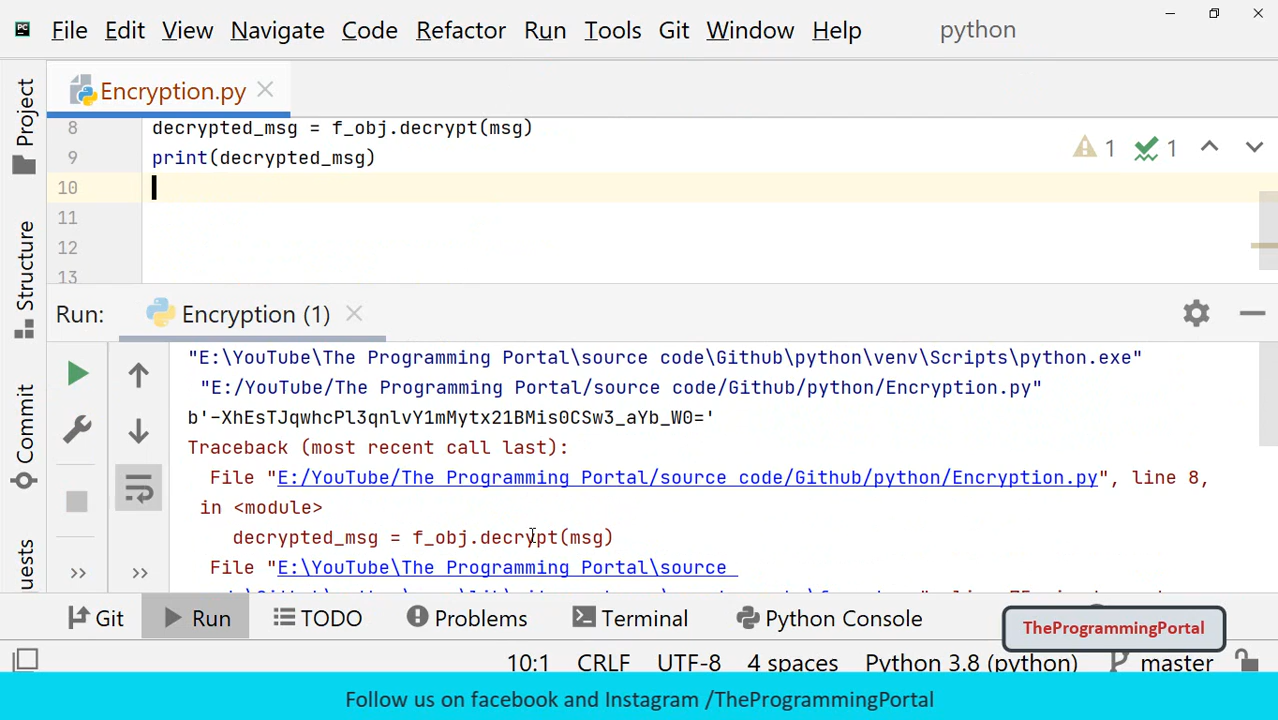 PC File Edit View Navigate Code Refactor Run Tools Git Window Help python
Project
Encryption.py
8 decrypted_msg = f_obj.decrypt(msg)
9 print(decrypted_msg)
1 1
10
11
12
13
Structure
Run: Encryption (1)
Commit
"E:\YouTube\The Programming Portal\source code\Github\python\venv\Scripts\python.exe"
"E:/YouTube/The Programming Portal/source code/Github/python/Encryption.py"
b'-XhEsTJqwhcPl3qnlvY1mMytx21BMis0CSw3_aYb_W0='
Traceback (most recent call last):
File "E:/YouTube/The Programming Portal/source code/Github/python/Encryption.py", line 8,
in <module>
decrypted_msg = f_obj.decrypt(msg)
File "E:\YouTube\The Programming Portal\source
uests
Git Run TODO Problems Terminal Python Console
TheProgrammingPortal
10:1 CRLF UTF-8 4 spaces Python 3.8 (python) master
Follow us on facebook and Instagram /TheProgrammingPortal